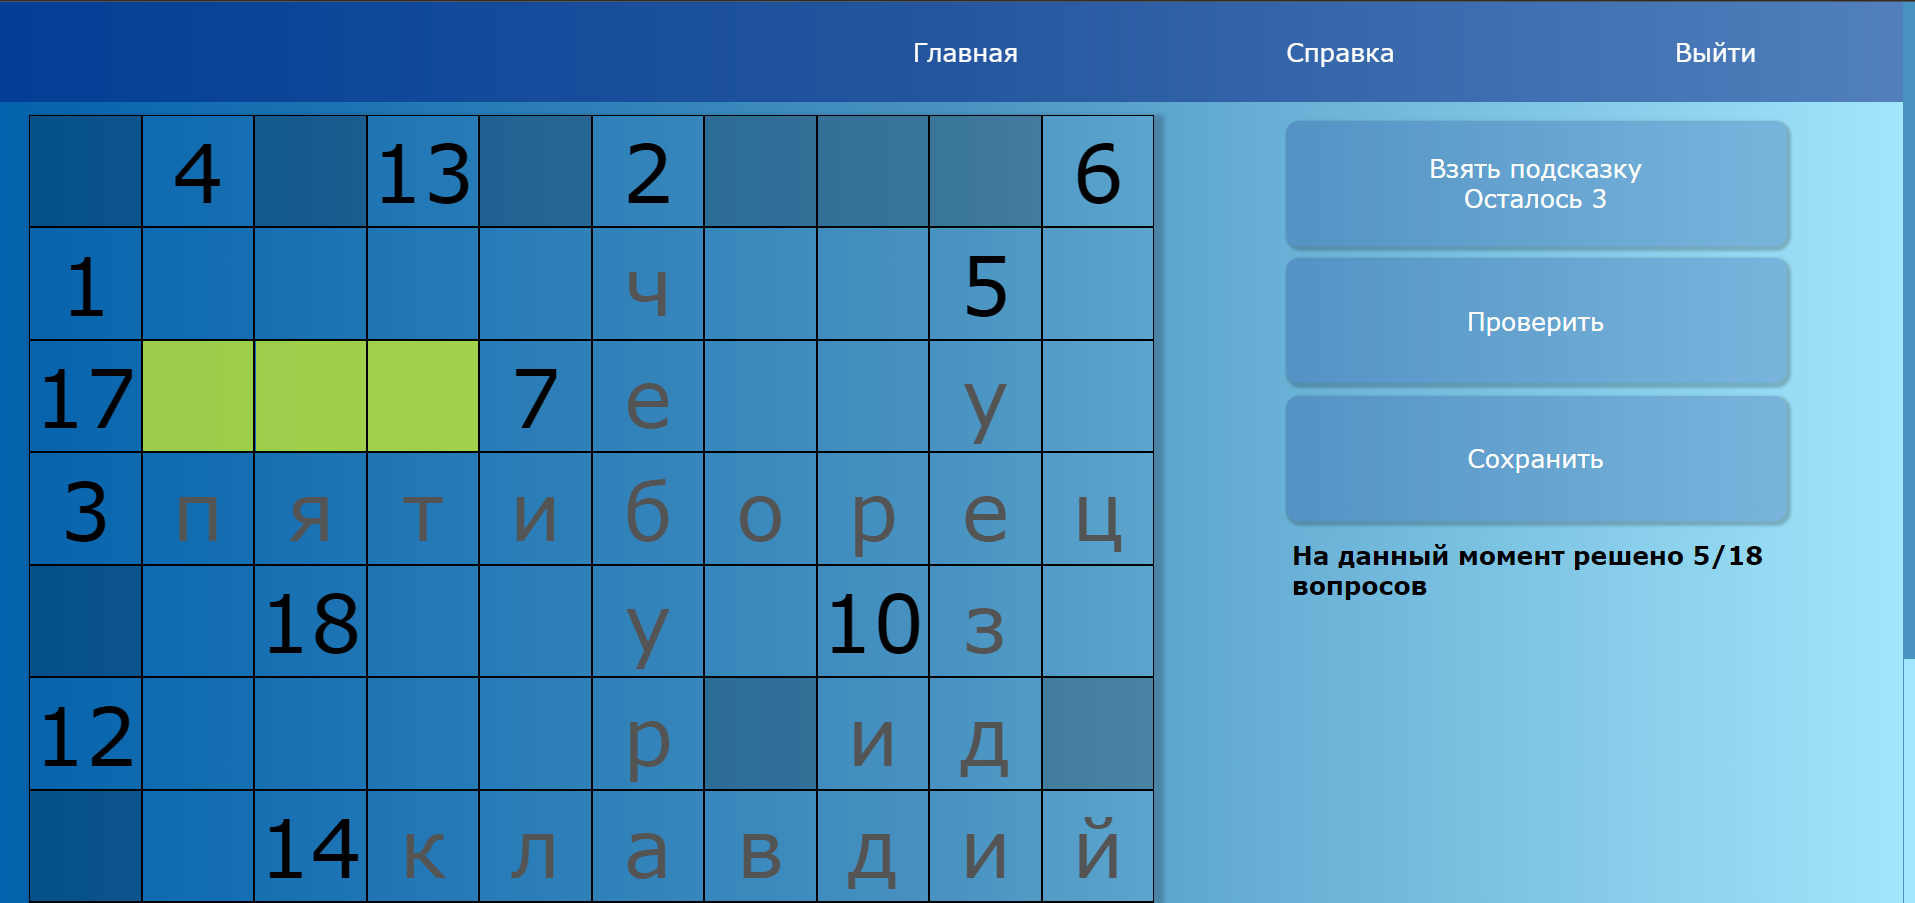 Главная Справка Выйти
4 13 2 6
1 ч 5
17 7 е у
3 п я т и б о р е ц
18 у 10 з
12 р и д
14 к л а в д и й
Взять подсказку
Осталось 3
Проверить
Сохранить
На данный момент решено 5/18
вопросов